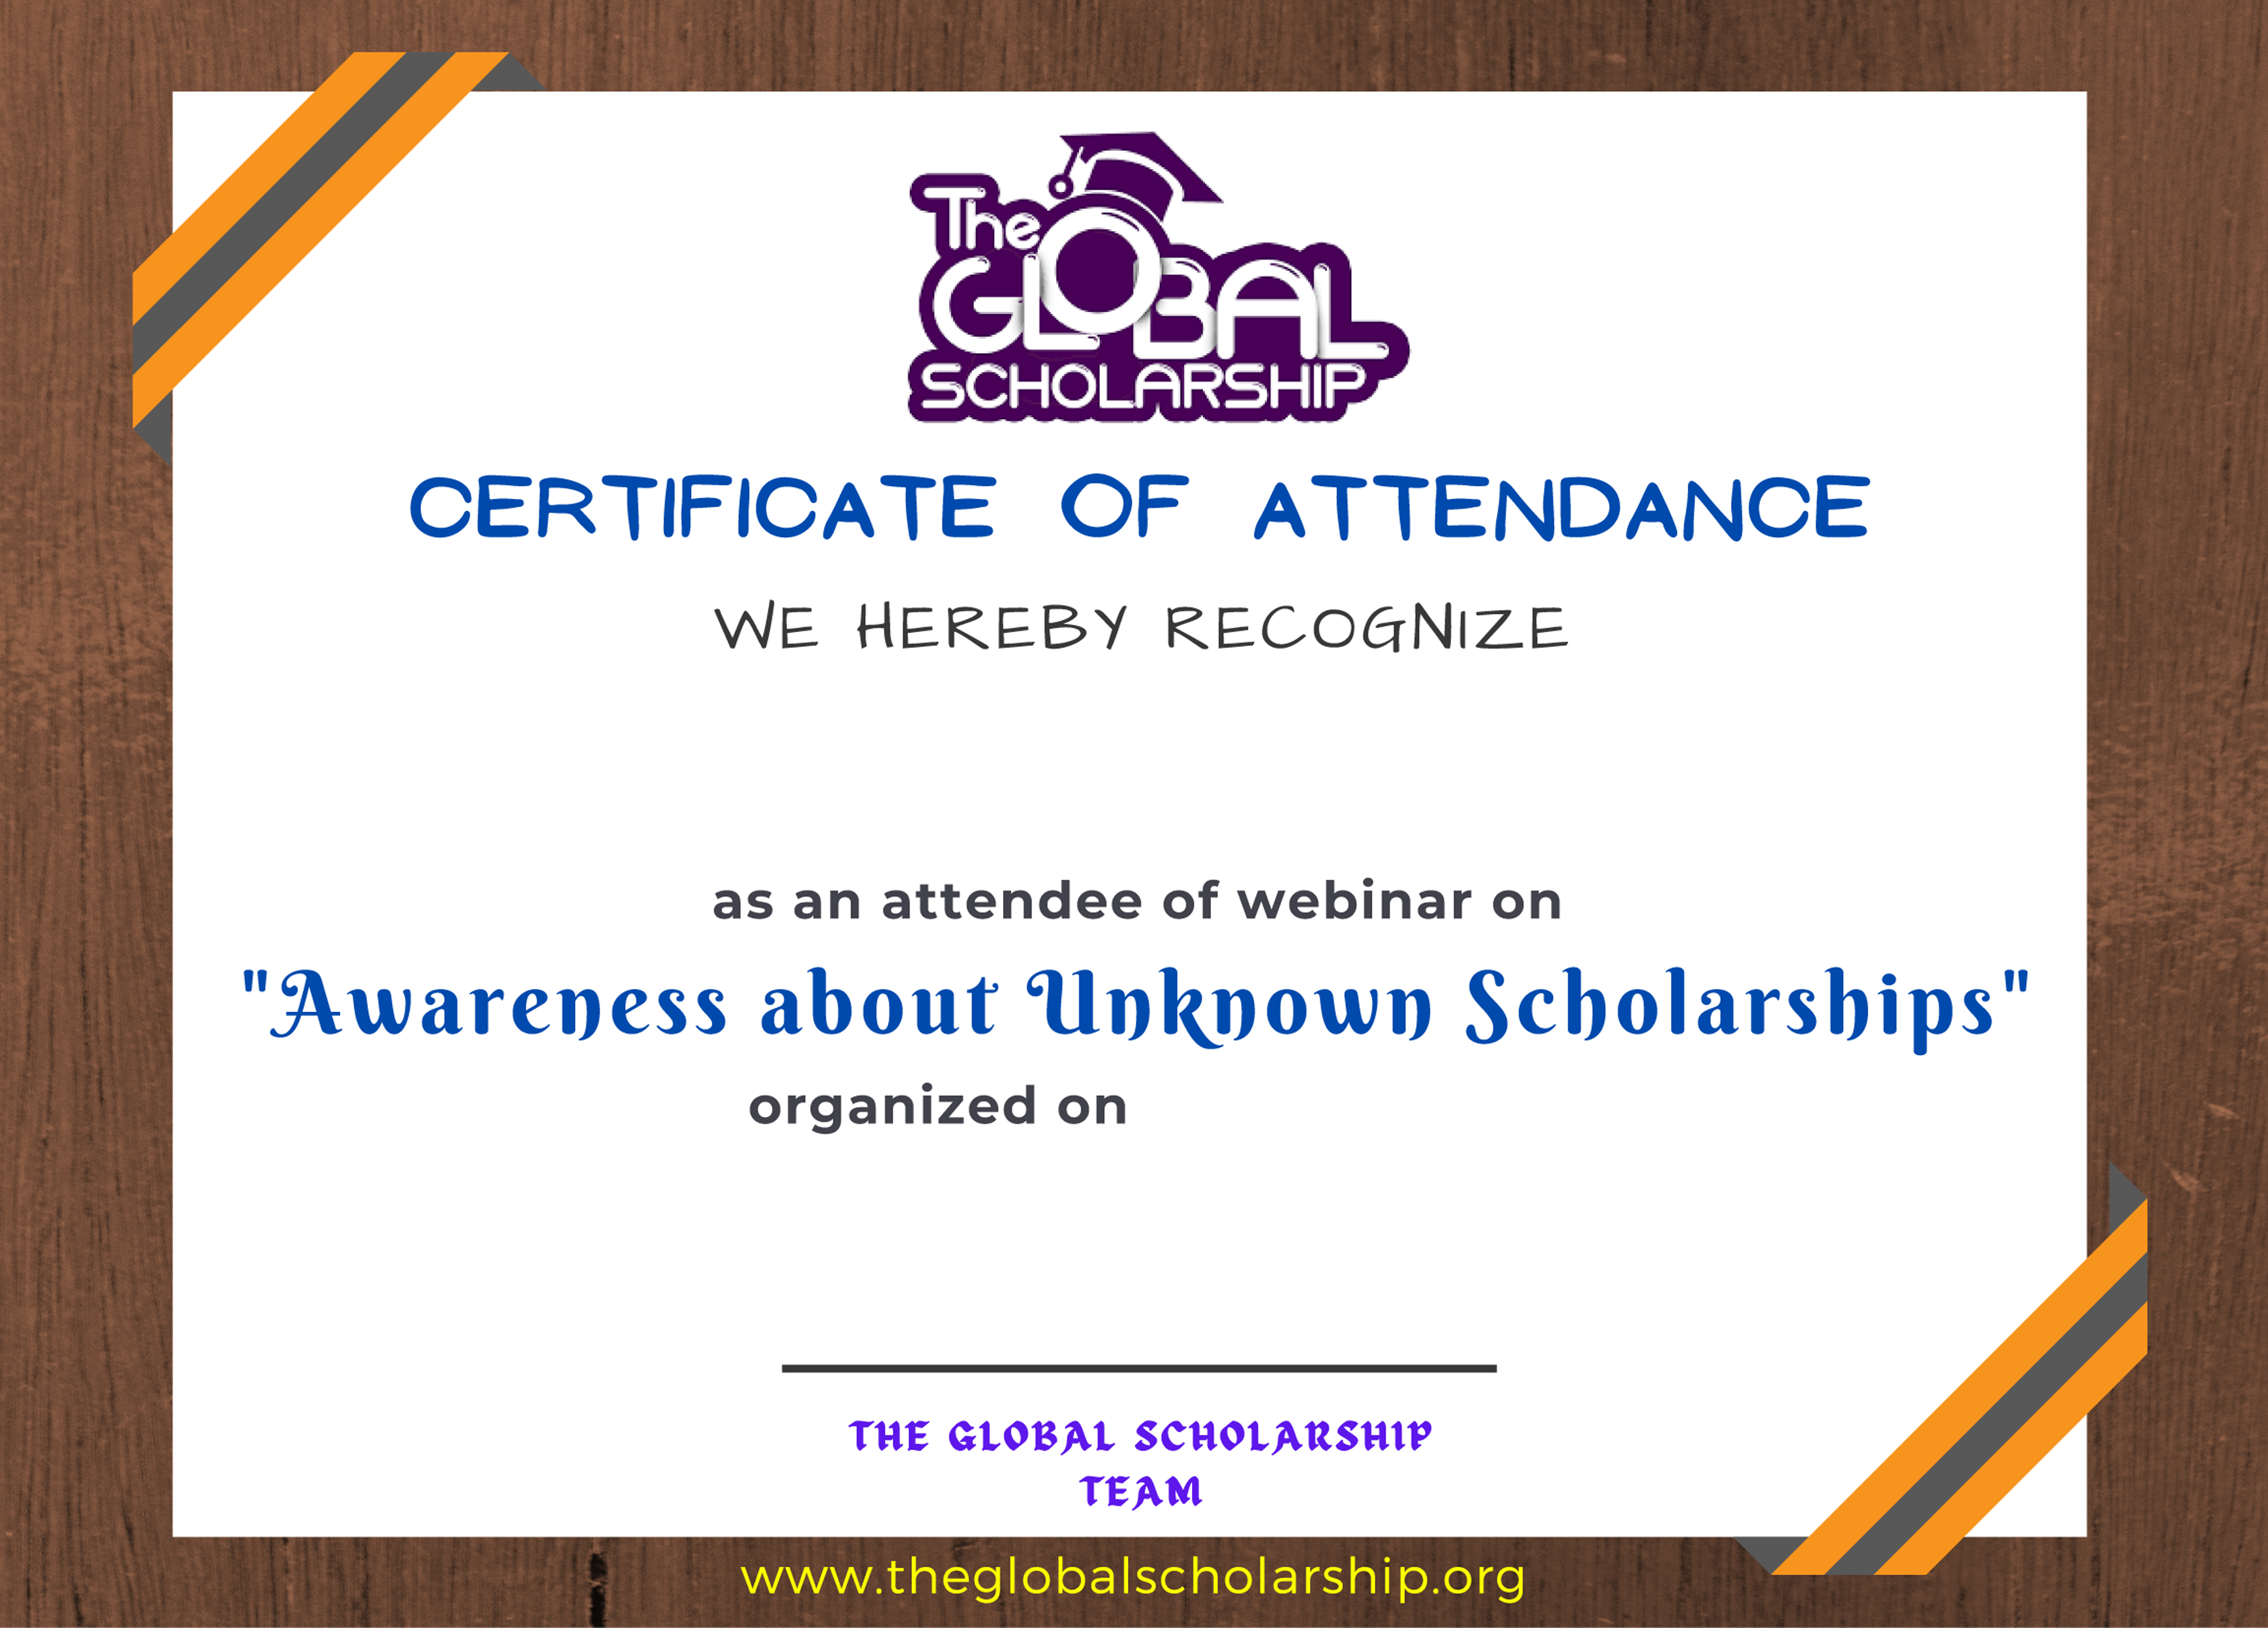 The
GLOBAL
SCHOLARSHIP
CERTIFICATE OF ATTENDANCE
WE HEREBY RECOGNIZE
as an attendee of webinar on
"Awareness about Unknown Scholarships"
organized on
THE GLOBAL SCHOLARSHIP
TEAM
www.theglobalscholarship.org